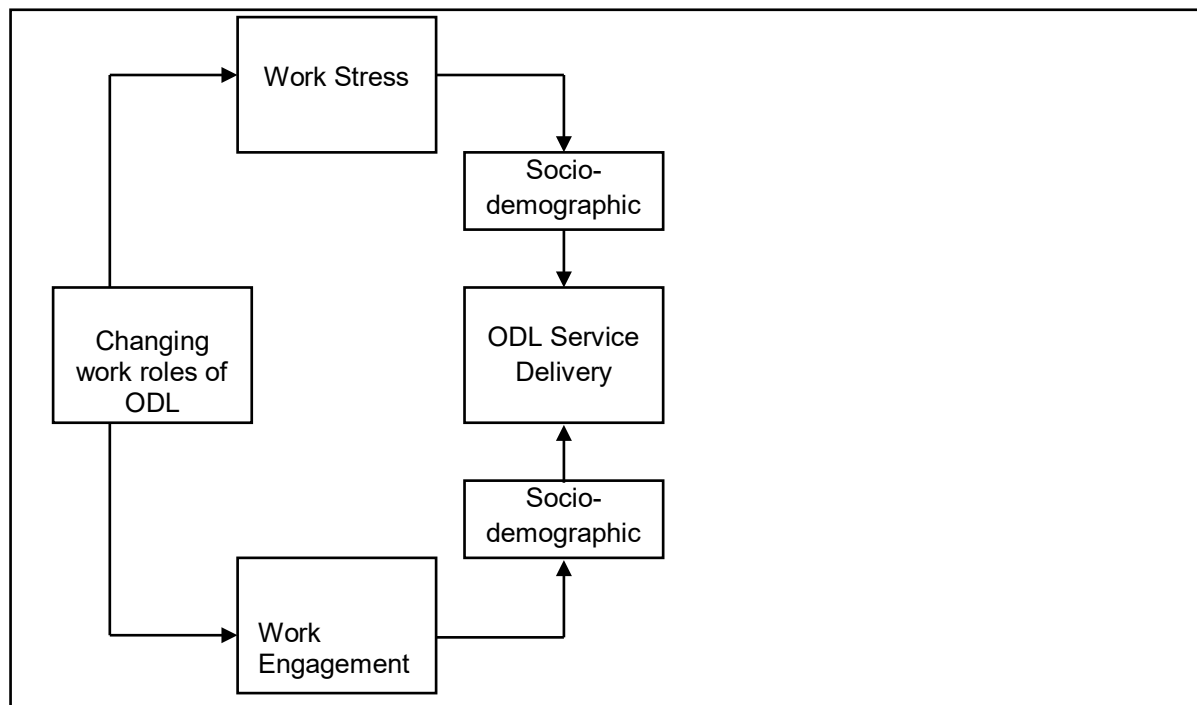 Work Stress
Socio-
demographic
Changing
work roles of
ODL
ODL Service
Delivery
Socio-
demographic
Work
Engagement